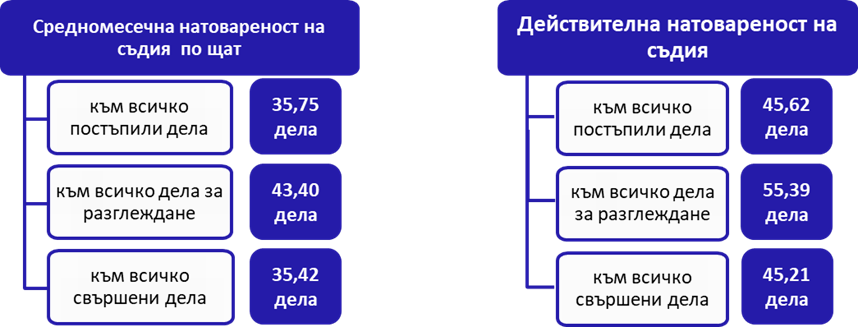 Средномесечна натовареност на
съдия по щат
към всичко
постъпили дела
35,75
дела
към всичко дела за
разглеждане
43,40
дела
към всичко
свършени дела
35,42
дела
Действителна натовареност на
съдия
към всичко
постъпили дела
45,62
дела
към всичко дела
за разглеждане
55,39
дела
към всичко
свършени дела
45,21
дела